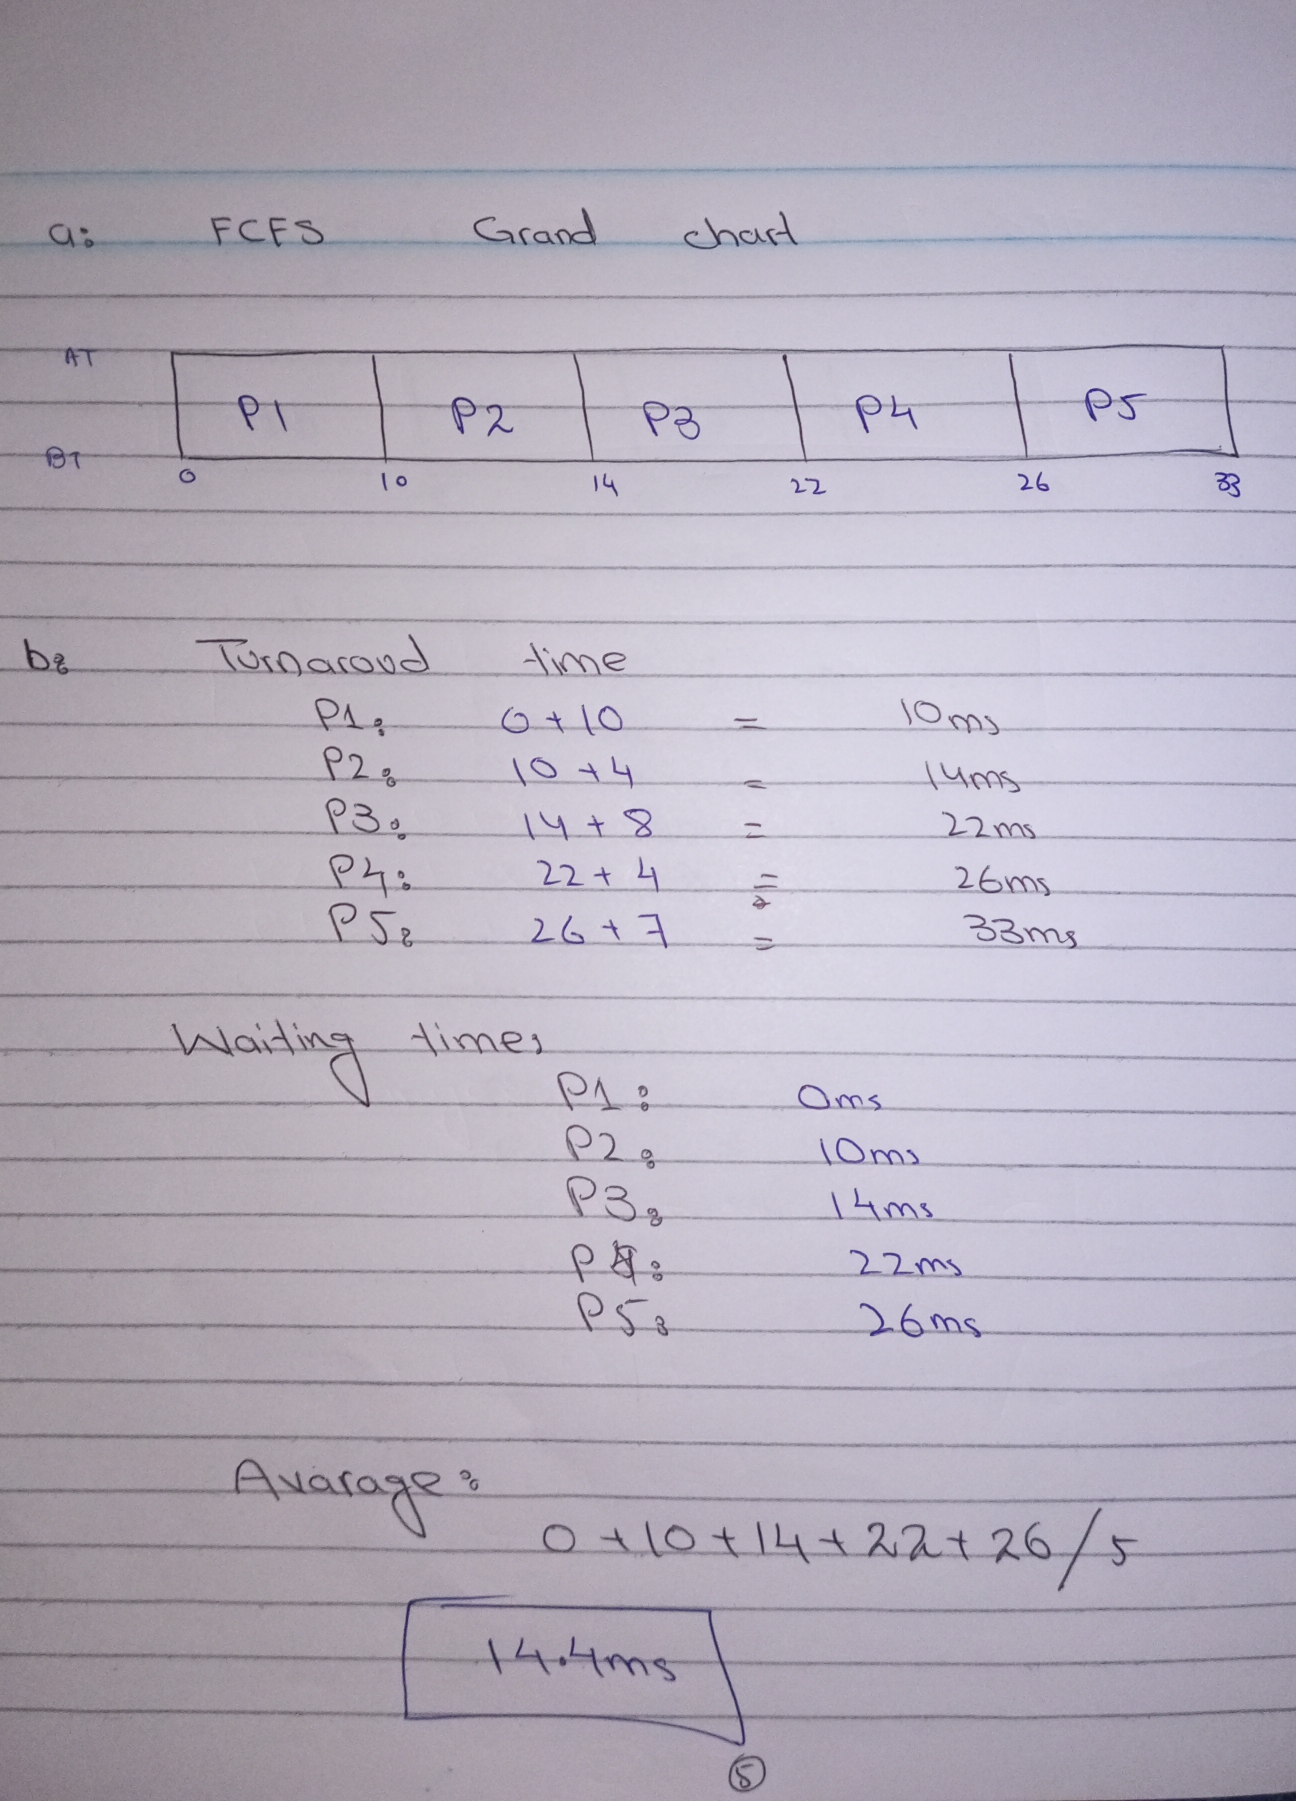 a: FCFS Grand chart
AT
P1 P2 P3 P4 P5
BT
0 10 14 22 26 33
b: Turnaroud time
P1: 0 + 10 = 10ms
P2: 10 + 4 = 14ms
P3: 14 + 8 = 22ms
P4: 22 + 4 = 26ms
P5: 26 + 7 = 33ms
Waiting time:
P1: 0ms
P2: 10ms
P3: 14ms
P4: 22ms
P5: 26ms
Avarage:
0 + 10 + 14 + 22 + 26 / 5
14.4ms
5